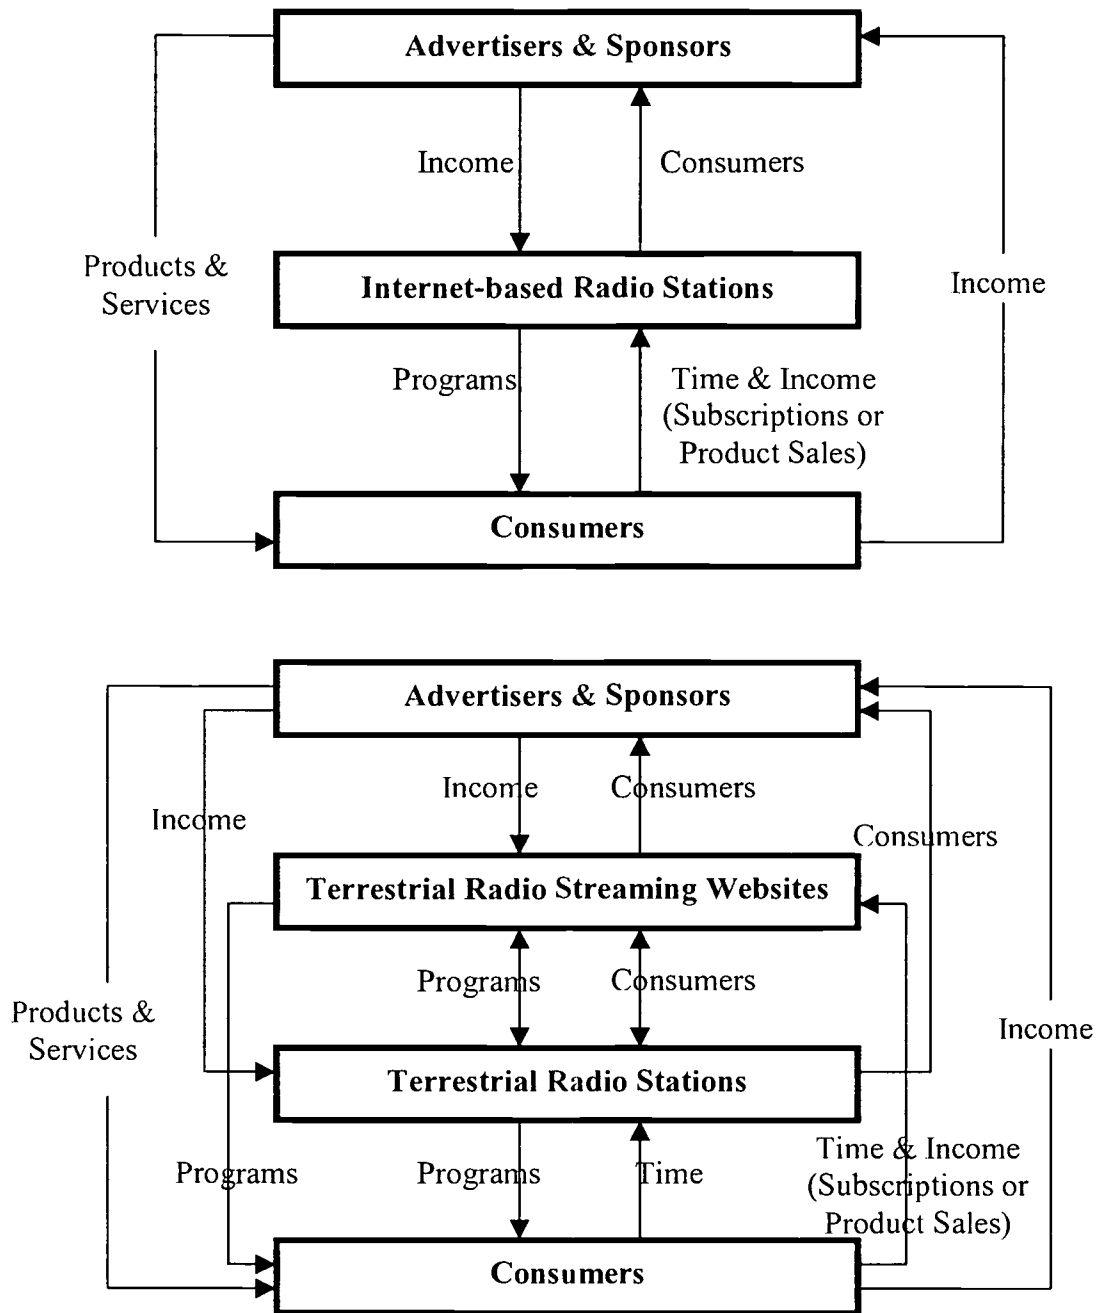 Advertisers & Sponsors
Income
Consumers
Products &
Services
Internet-based Radio Stations
Income
Programs
Time & Income
(Subscriptions or
Product Sales)
Consumers
Advertisers & Sponsors
Income
Consumers
Income
Consumers
Terrestrial Radio Streaming Websites
Programs
Consumers
Products &
Services
Income
Terrestrial Radio Stations
Programs
Programs
Time
Time & Income
(Subscriptions or
Product Sales)
Consumers